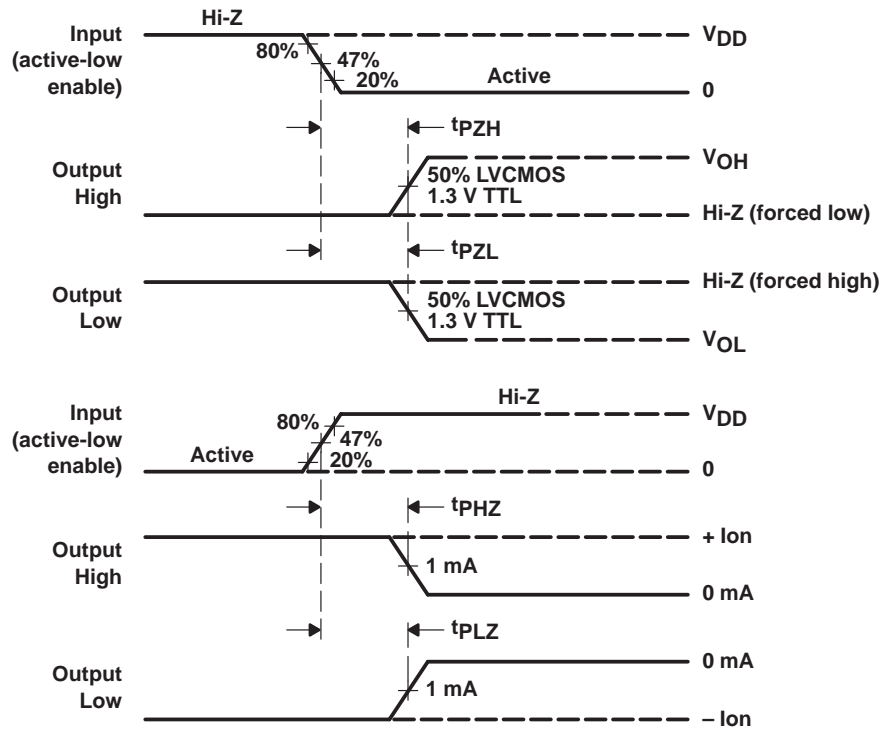 Hi-Z
Input
(active-low
enable)
80%
47%
20%
Active
VDD
0
tPZH
Output
High
50% LVCMOS
1.3 V TTL
VOH
Hi-Z (forced low)
tPZL
Output
Low
50% LVCMOS
1.3 V TTL
Hi-Z (forced high)
VOL
Input
(active-low
enable)
Active
80%
47%
20%
Hi-Z
VDD
0
tPHZ
Output
High
1 mA
+ Ion
0 mA
tPLZ
Output
Low
1 mA
0 mA
– Ion